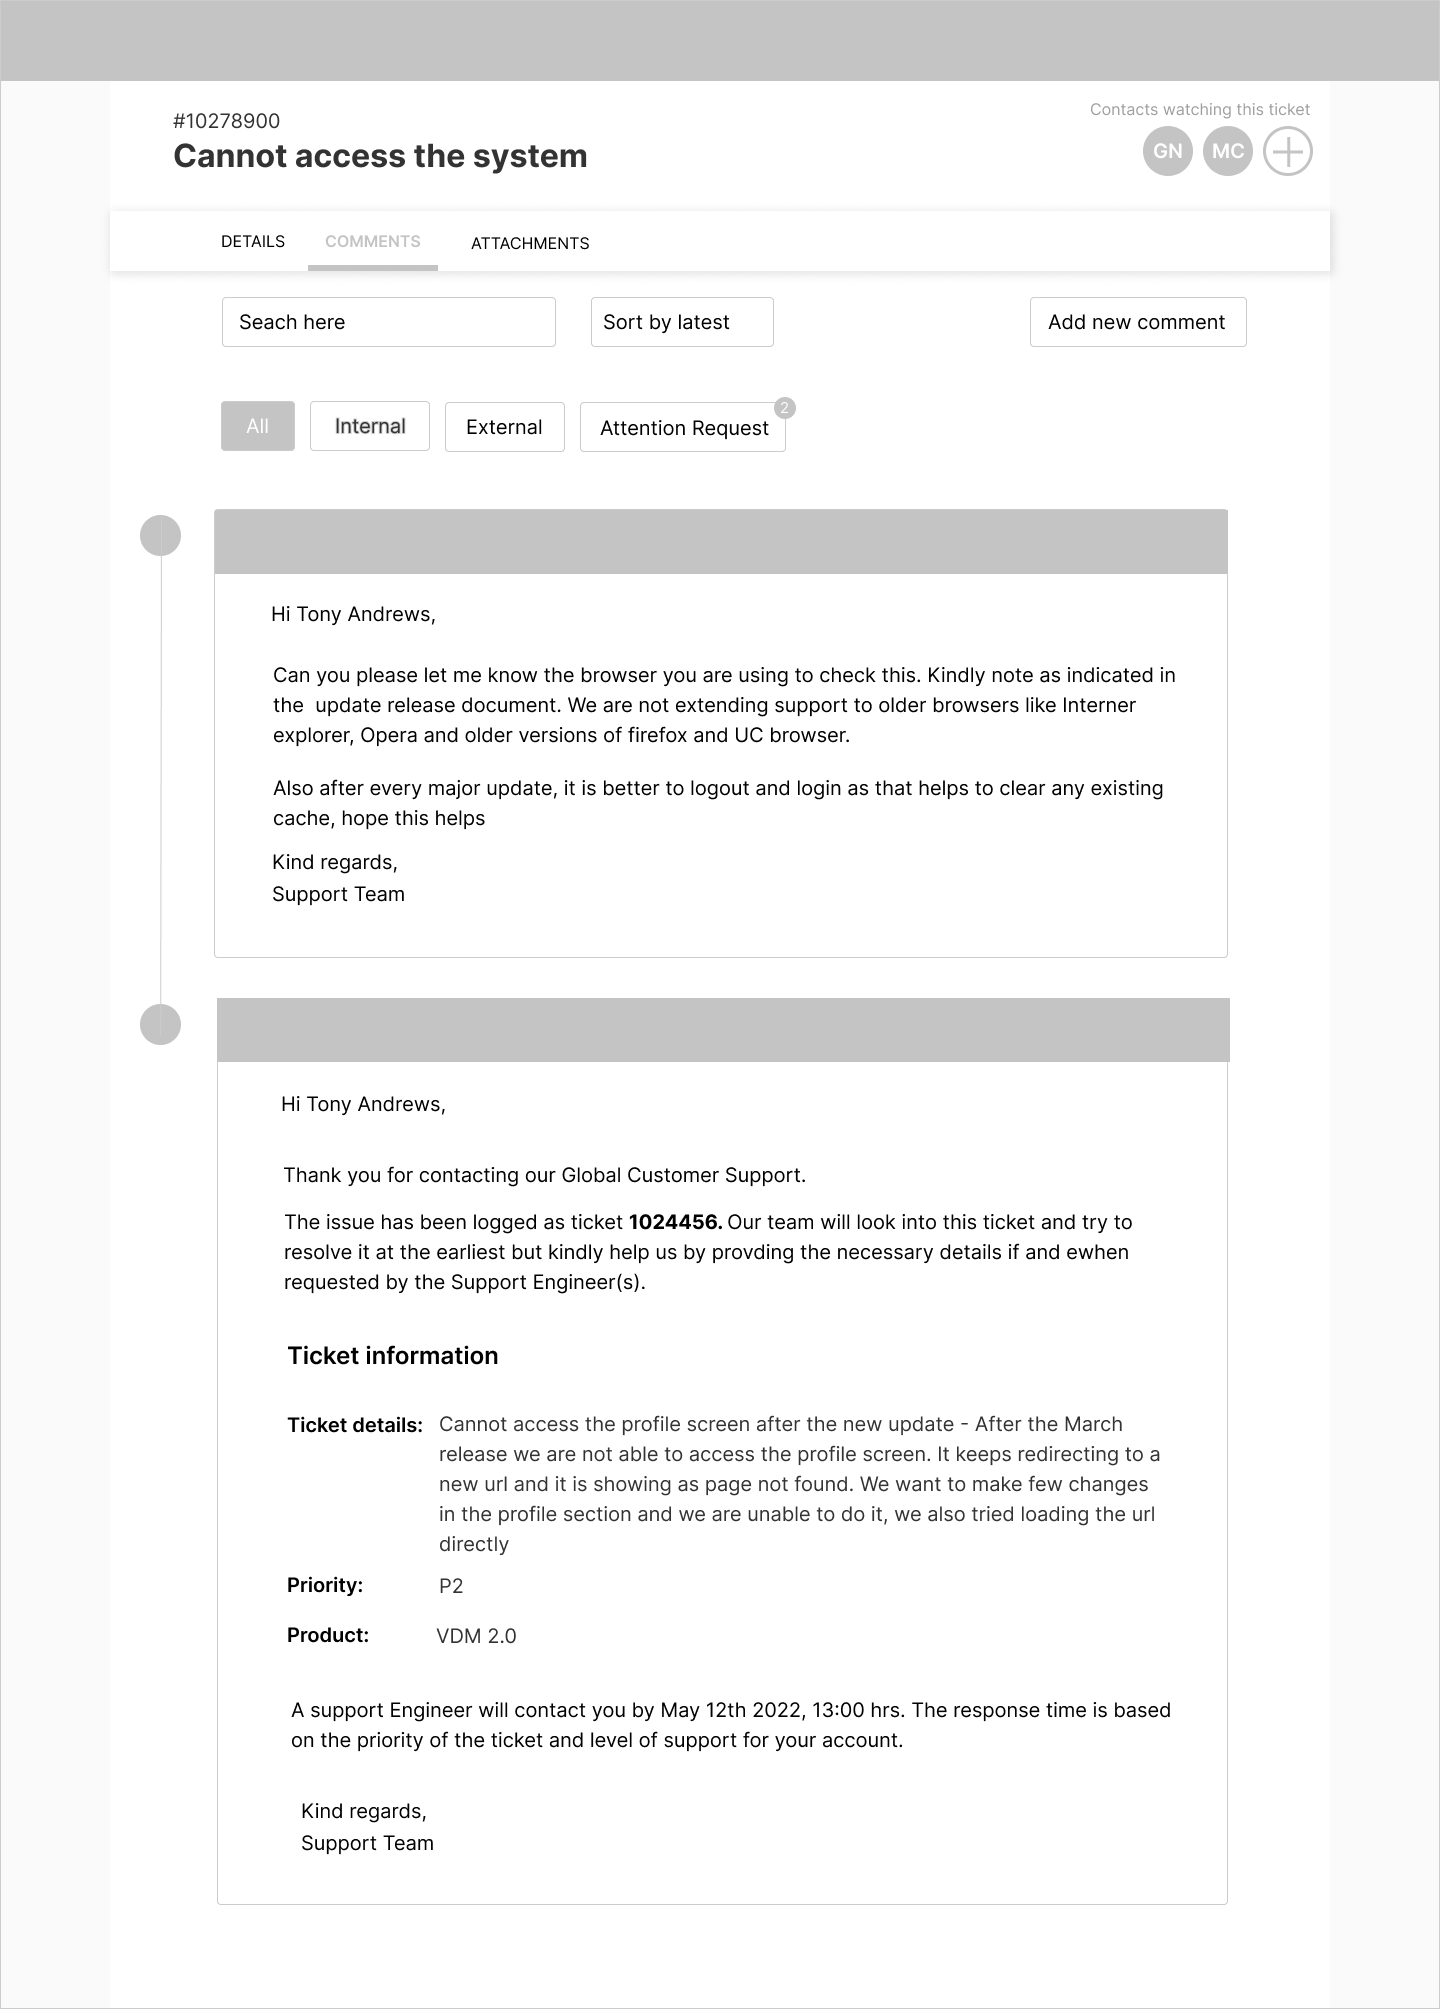 Contacts watching this ticket
#10278900
Cannot access the system
GN MC
DETAILS COMMENTS ATTACHMENTS
Seach here Sort by latest Add new comment
2
All Internal External Attention Request
Hi Tony Andrews,
Can you please let me know the browser you are using to check this. Kindly note as indicated in
the  update release document. We are not extending support to older browsers like Interner
explorer, Opera and older versions of firefox and UC browser.
Also after every major update, it is better to logout and login as that helps to clear any existing
cache, hope this helps
Kind regards,
Support Team
Hi Tony Andrews,
Thank you for contacting our Global Customer Support.
The issue has been logged as ticket 1024456. Our team will look into this ticket and try to
resolve it at the earliest but kindly help us by provding the necessary details if and ewhen
requested by the Support Engineer(s).
Ticket information
Ticket details: Cannot access the profile screen after the new update - After the March
release we are not able to access the profile screen. It keeps redirecting to a
new url and it is showing as page not found. We want to make few changes
in the profile section and we are unable to do it, we also tried loading the url
directly
Priority: P2
Product: VDM 2.0
A support Engineer will contact you by May 12th 2022, 13:00 hrs. The response time is based
on the priority of the ticket and level of support for your account.
Kind regards,
Support Team